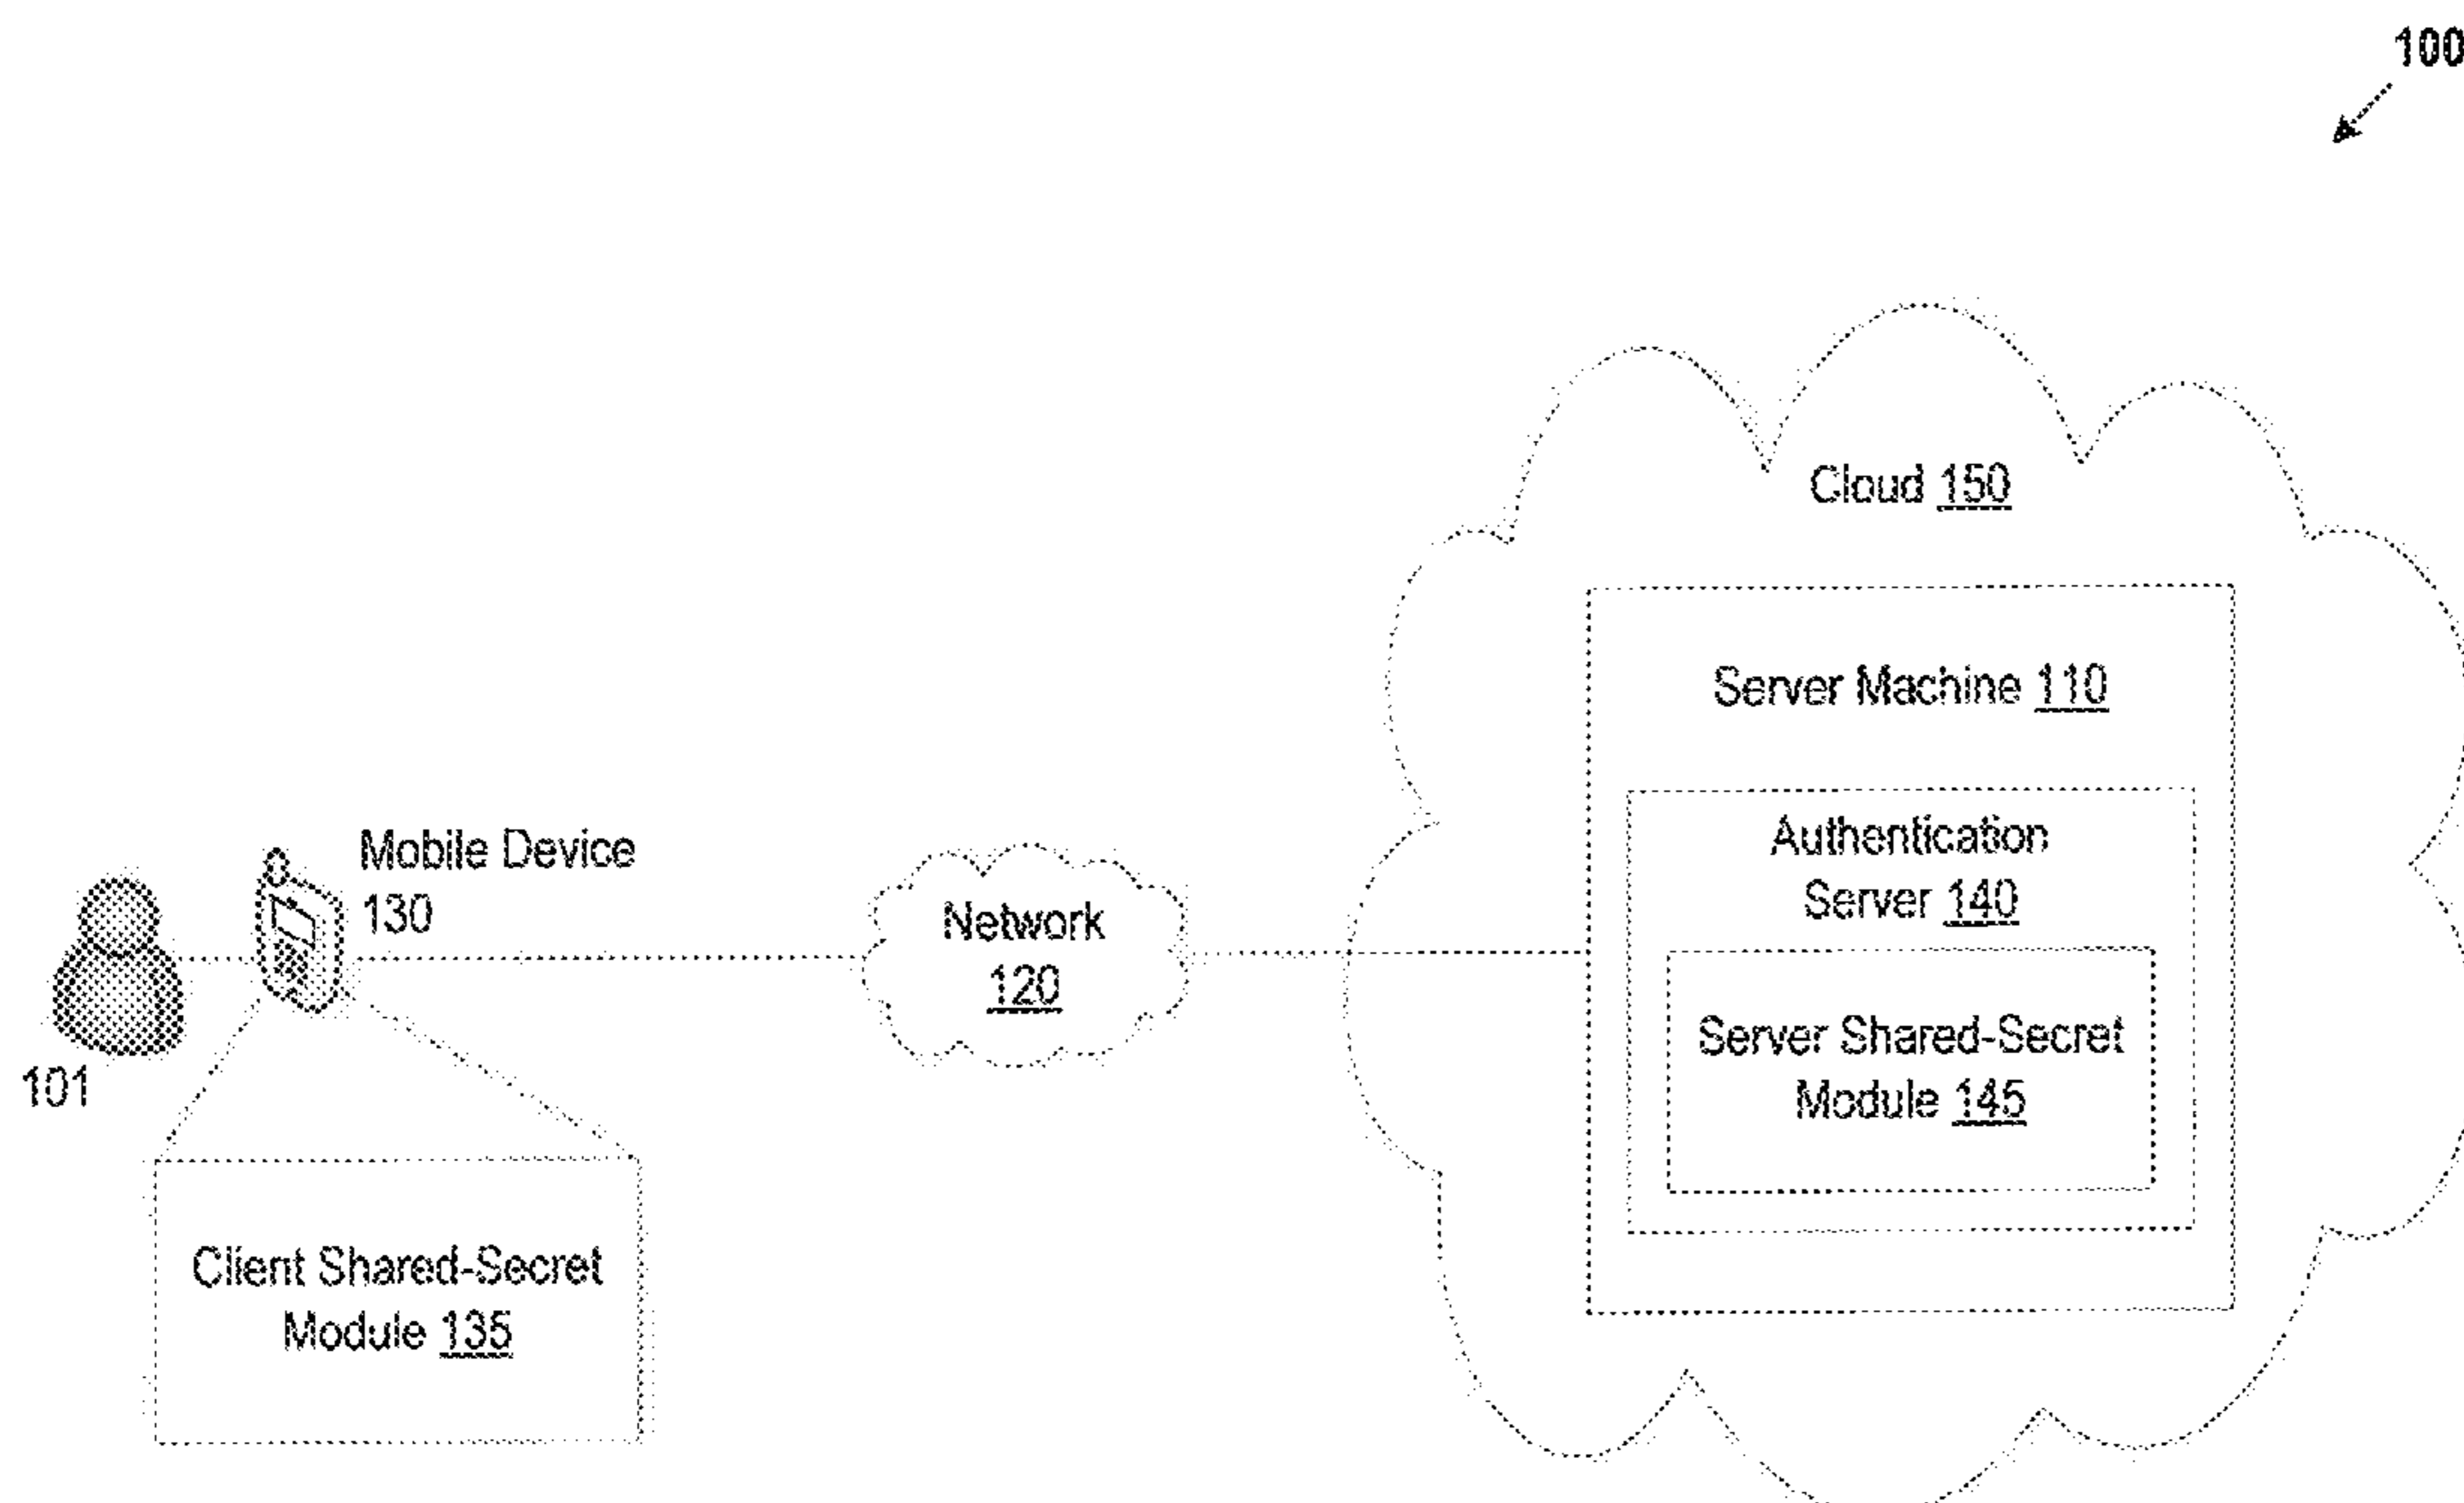 100
Cloud 150
Server Machine 110
Authentication
Server 140
Server Shared-Secret
Module 145
Network
120
Mobile Device
130
101
Client Shared-Secret
Module 135